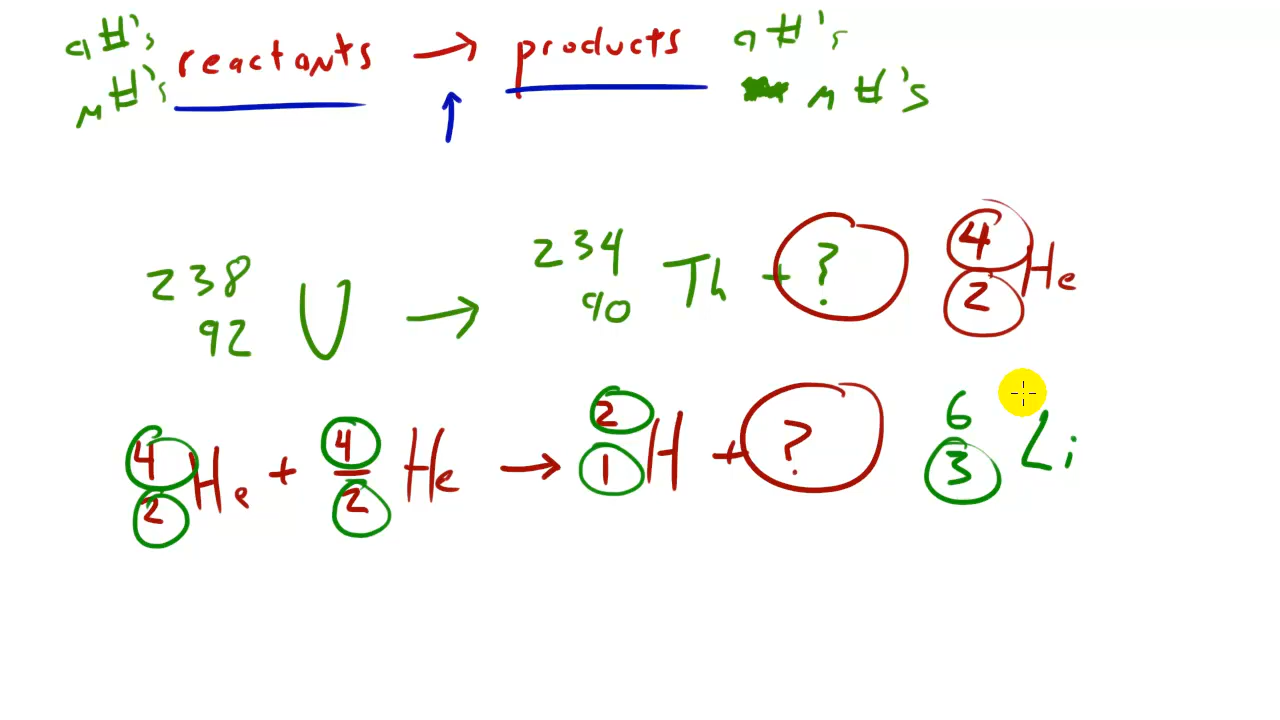 a #'s reactants → products a #'s
m #'s m #'s
238 234 4
92 U → 90 Th + ? 2 He
4 4 2 6
2 He + 2 He → 1 H + ? 3 Li